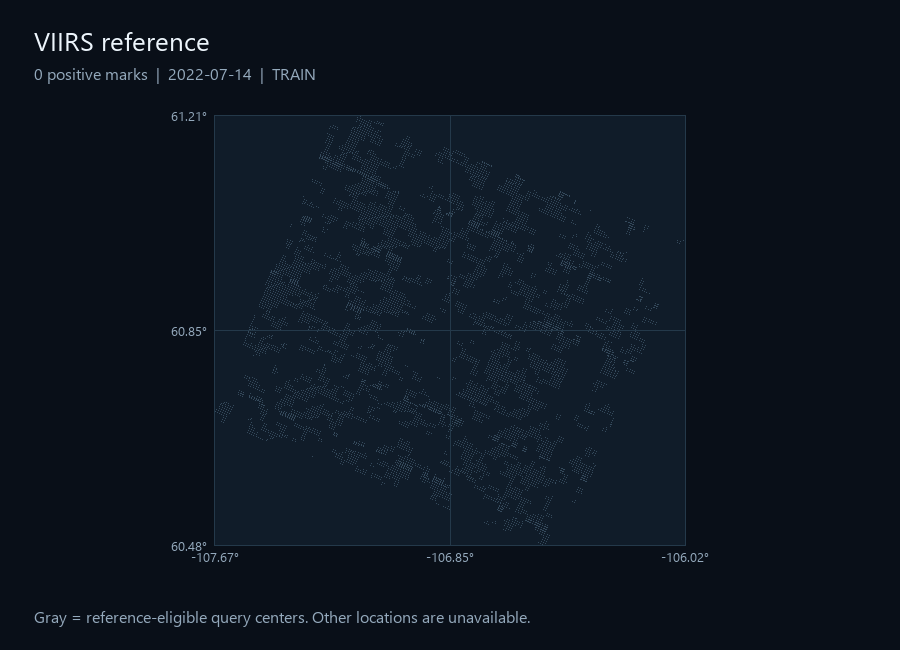 VIIRS reference
0 positive marks | 2022-07-14 | TRAIN
61.21°
60.85°
60.48°
-107.67°
-106.85°
-106.02°
Gray = reference-eligible query centers. Other locations are unavailable.